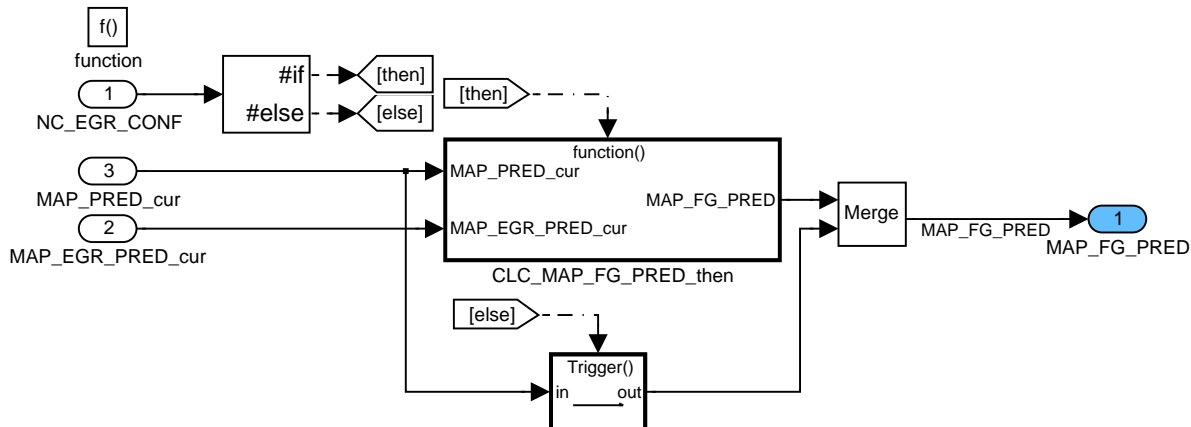 f()
function
1
NC_EGR_CONF
#if
#else
[then]
[else]
[then]
function()
3
MAP_PRED_cur
MAP_PRED_cur
MAP_FG_PRED
2
MAP_EGR_PRED_cur
MAP_EGR_PRED_cur
CLC_MAP_FG_PRED_then
Merge
MAP_FG_PRED
1
MAP_FG_PRED
[else]
Trigger()
in
out